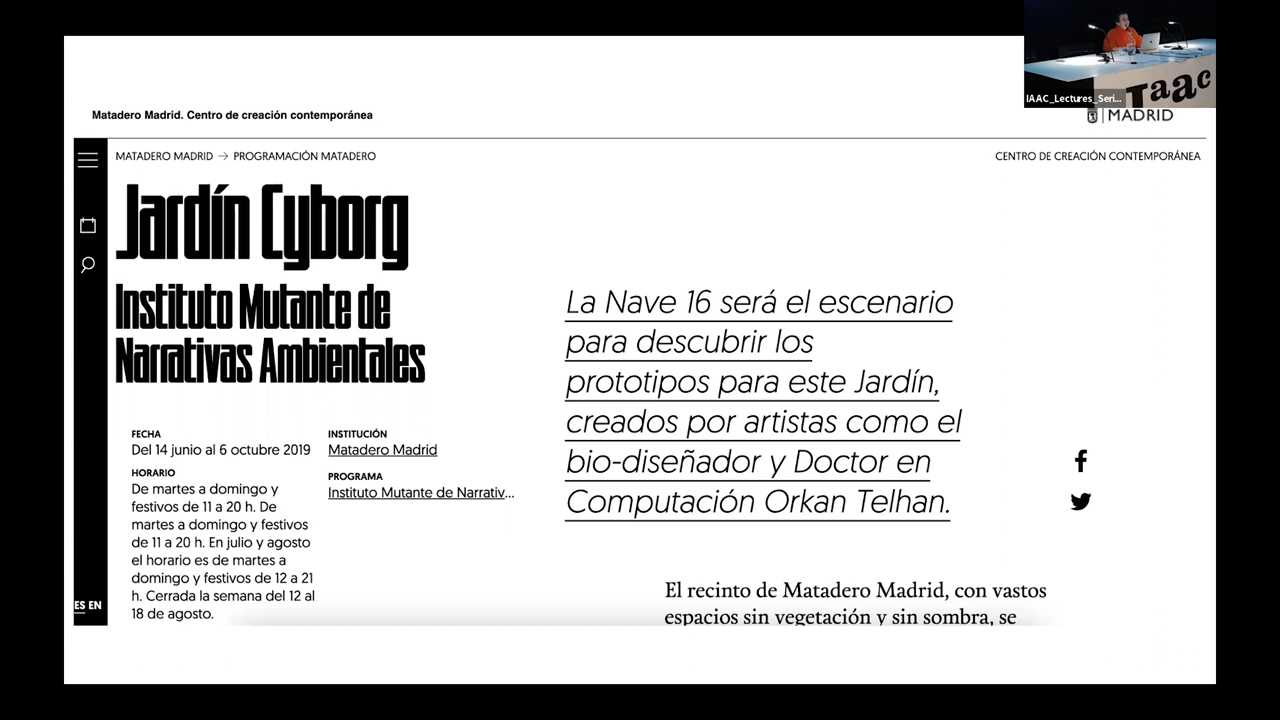 IAAC_Lectures_Seri...
Iaac
Matadero Madrid. Centro de creación contemporánea
MADRID
MATADERO MADRID → PROGRAMACIÓN MATADERO
CENTRO DE CREACIÓN CONTEMPORÁNEA
Jardín Cyborg
Instituto Mutante de
Narrativas Ambientales
FECHA
Del 14 junio al 6 octubre 2019
HORARIO
De martes a domingo y
festivos de 11 a 20 h. De
martes a domingo y festivos
de 11 a 20 h. En julio y agosto
el horario es de martes a
domingo y festivos de 12 a 21
h. Cerrada la semana del 12 al
18 de agosto.
INSTITUCIÓN
Matadero Madrid
PROGRAMA
Instituto Mutante de Narrativ...
La Nave 16 será el escenario
para descubrir los
prototipos para este Jardín,
creados por artistas como el
bio-diseñador y Doctor en
Computación Orkan Telhan.
El recinto de Matadero Madrid, con vastos
espacios sin vegetación y sin sombra, se
ES EN